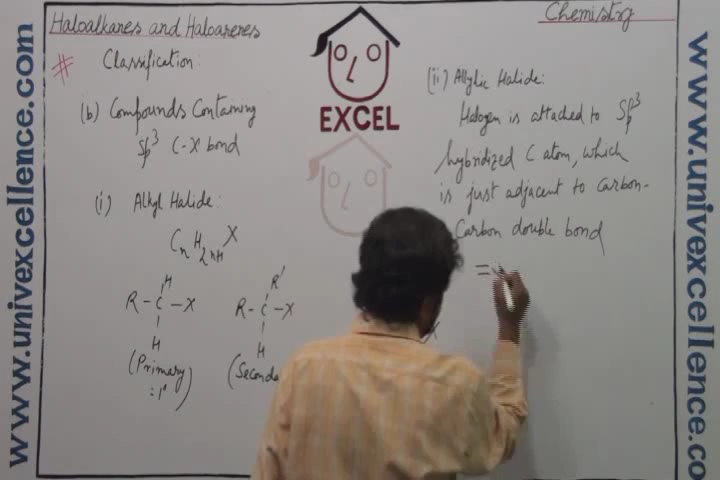 Haloalkanes and Haloarenes
Chemistry
# Classification:
(b) Compounds Containing
Sp³ C-X bond
(i) Alkyl Halide:
CnH2n+1X
H
R-C-X
H
(Primary
:1°)
R'
R-C-X
H
(Seconda
X
EXCEL
(ii) Allylic Halide:
Halogen is attached to Sp³
hybridized C atom, which
is just adjacent to Carbon-
Carbon double bond
=
www.univexcellence.com
www.univexcellence.com